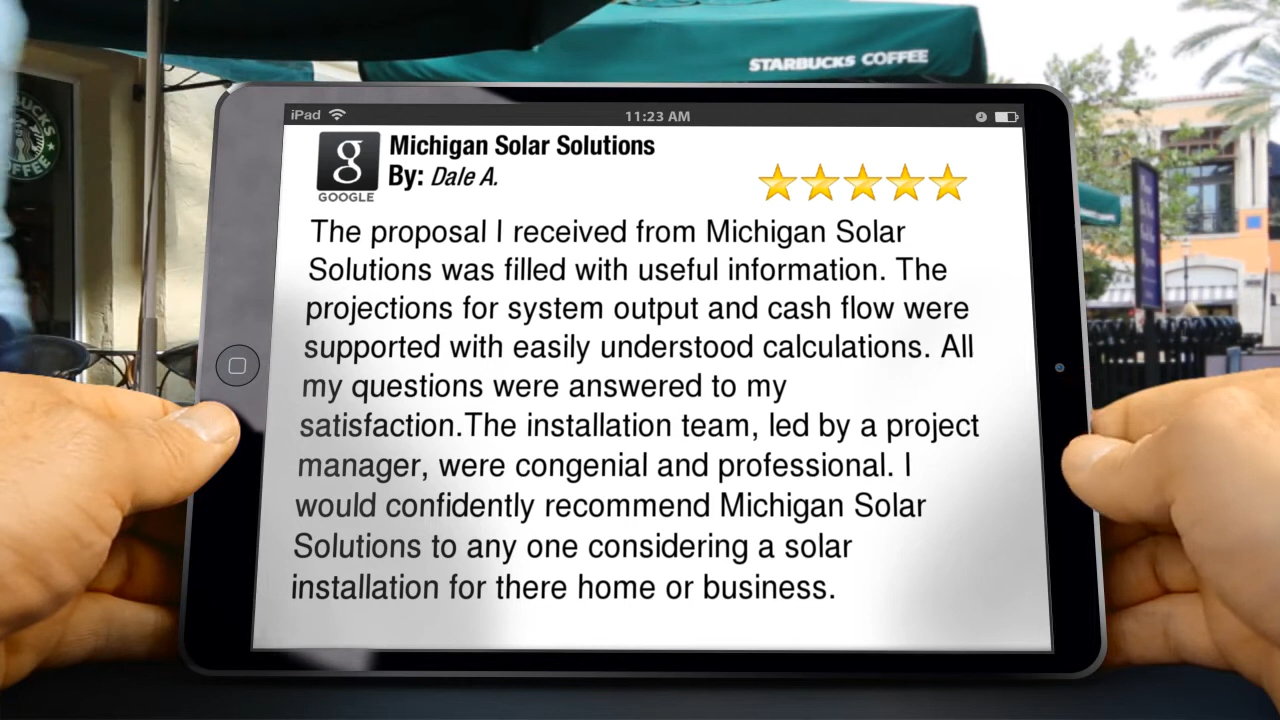 STARBUCKS COFFEE
iPad
11:23 AM
g
GOOGLE
Michigan Solar Solutions
By: Dale A.
The proposal I received from Michigan Solar
Solutions was filled with useful information. The
projections for system output and cash flow were
supported with easily understood calculations. All
my questions were answered to my
satisfaction.The installation team, led by a project
manager, were congenial and professional. I
would confidently recommend Michigan Solar
Solutions to any one considering a solar
installation for there home or business.